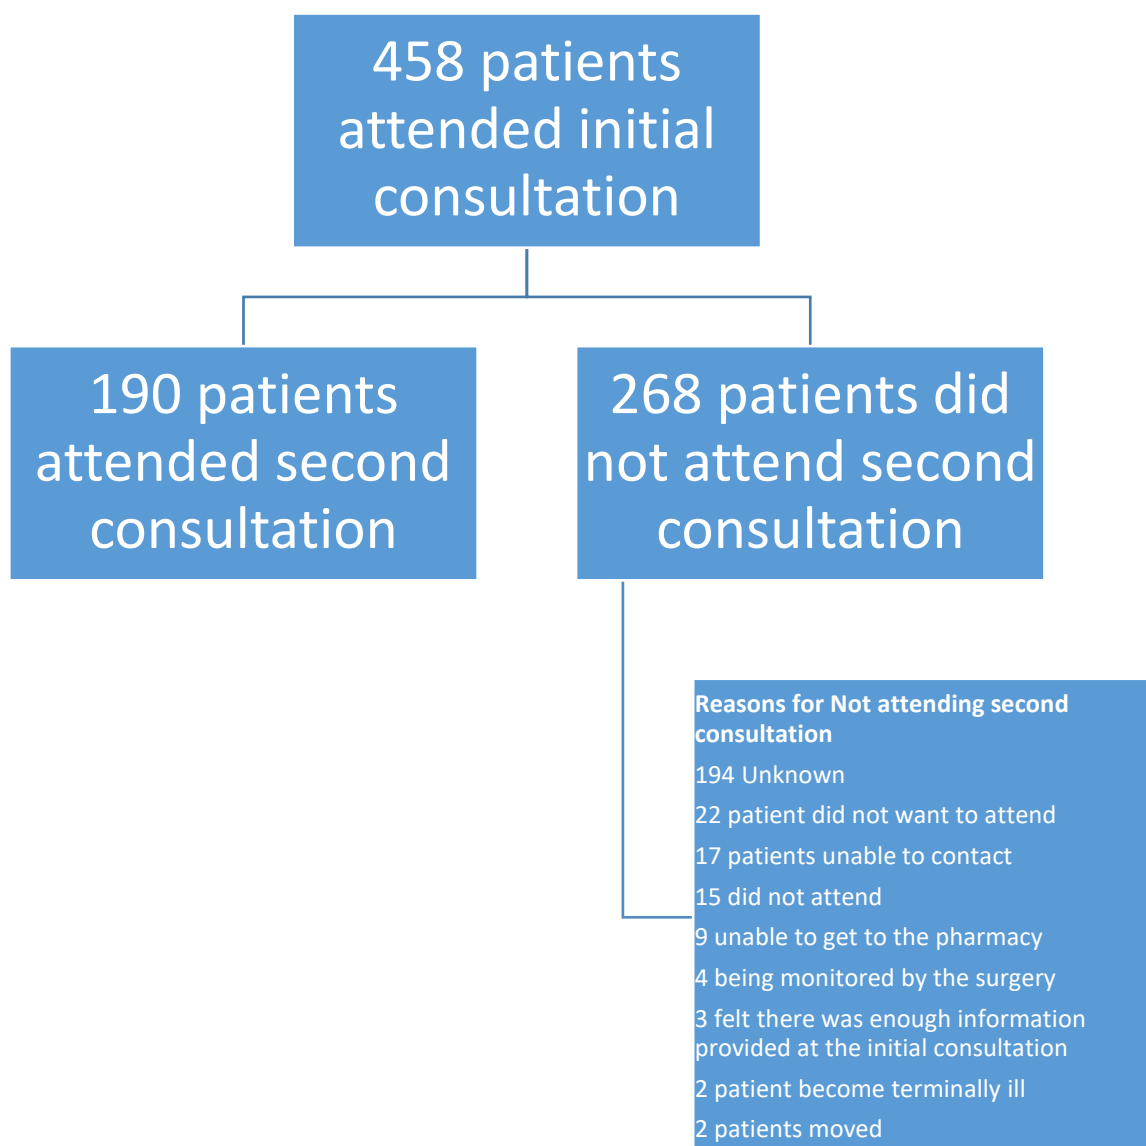 458 patients
attended initial
consultation
190 patients
attended second
consultation
268 patients did
not attend second
consultation
Reasons for Not attending second
consultation
194 Unknown
22 patient did not want to attend
17 patients unable to contact
15 did not attend
9 unable to get to the pharmacy
4 being monitored by the surgery
3 felt there was enough information
provided at the initial consultation
2 patient become terminally ill
2 patients moved